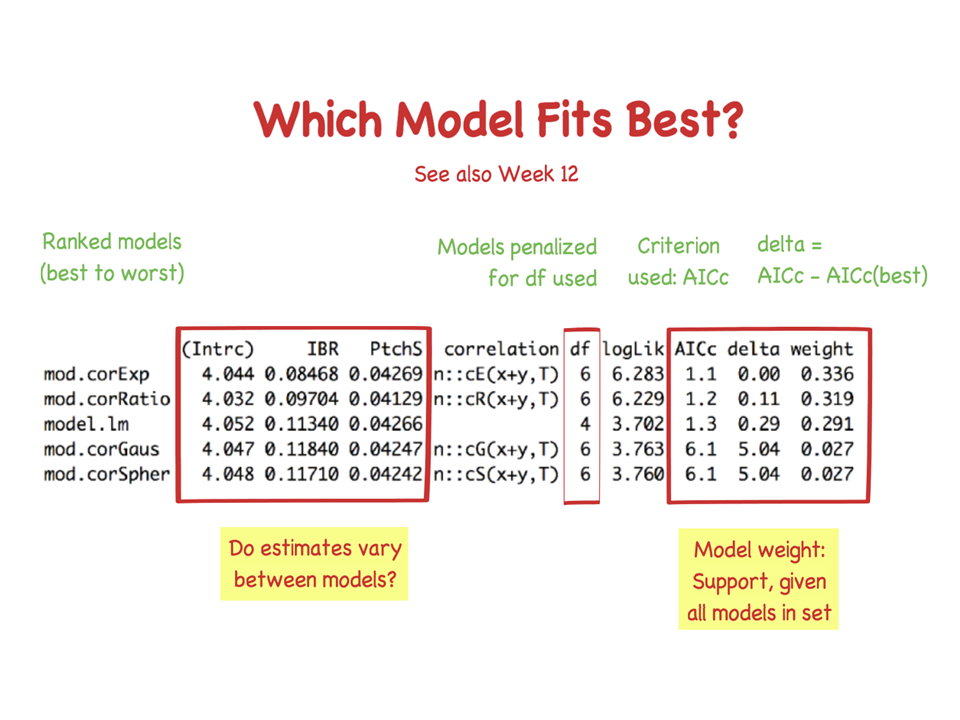 Which Model Fits Best?
See also Week 12
Ranked models
(best to worst)
Models penalized
for df used
Criterion
used: AICc
delta =
AICc - AICc(best)
(Intrc) IBR PtchS correlation df logLik AICc delta weight
mod.corExp 4.044 0.08468 0.04269 n::cE(x+y,T) 6 6.283 1.1 0.00 0.336
mod.corRatio 4.032 0.09704 0.04129 n::cR(x+y,T) 6 6.229 1.2 0.11 0.319
model.lm 4.052 0.11340 0.04266 4 3.702 1.3 0.29 0.291
mod.corGaus 4.047 0.11840 0.04247 n::cG(x+y,T) 6 3.763 6.1 5.04 0.027
mod.corSpher 4.048 0.11710 0.04242 n::cS(x+y,T) 6 3.760 6.1 5.04 0.027
Do estimates vary
between models?
Model weight:
Support, given
all models in set